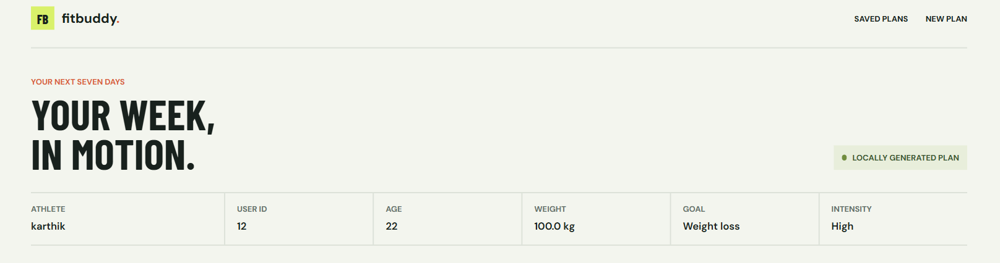 FB fitbuddy.
SAVED PLANS NEW PLAN
YOUR NEXT SEVEN DAYS
YOUR WEEK,
IN MOTION.
LOCALLY GENERATED PLAN
ATHLETE USER ID AGE WEIGHT GOAL INTENSITY
karthik 12 22 100.0 kg Weight loss High